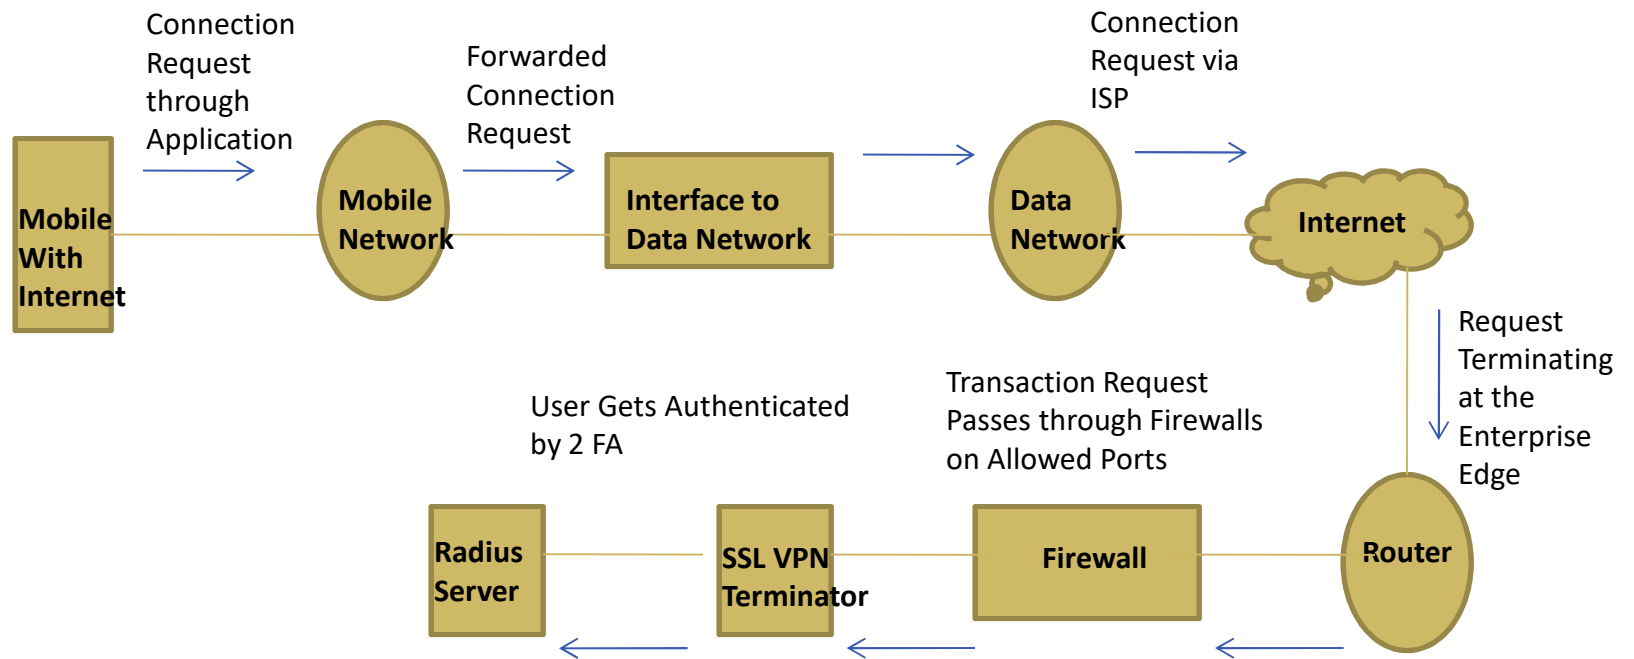 Connection
Request
through
Application
Forwarded
Connection
Request
Connection
Request via
ISP
Mobile
With
Internet
Mobile
Network
Interface to
Data Network
Data
Network
Internet
Request
Terminating
at the
Enterprise
Edge
User Gets Authenticated
by 2 FA
Transaction Request
Passes through Firewalls
on Allowed Ports
Radius
Server
SSL VPN
Terminator
Firewall
Router